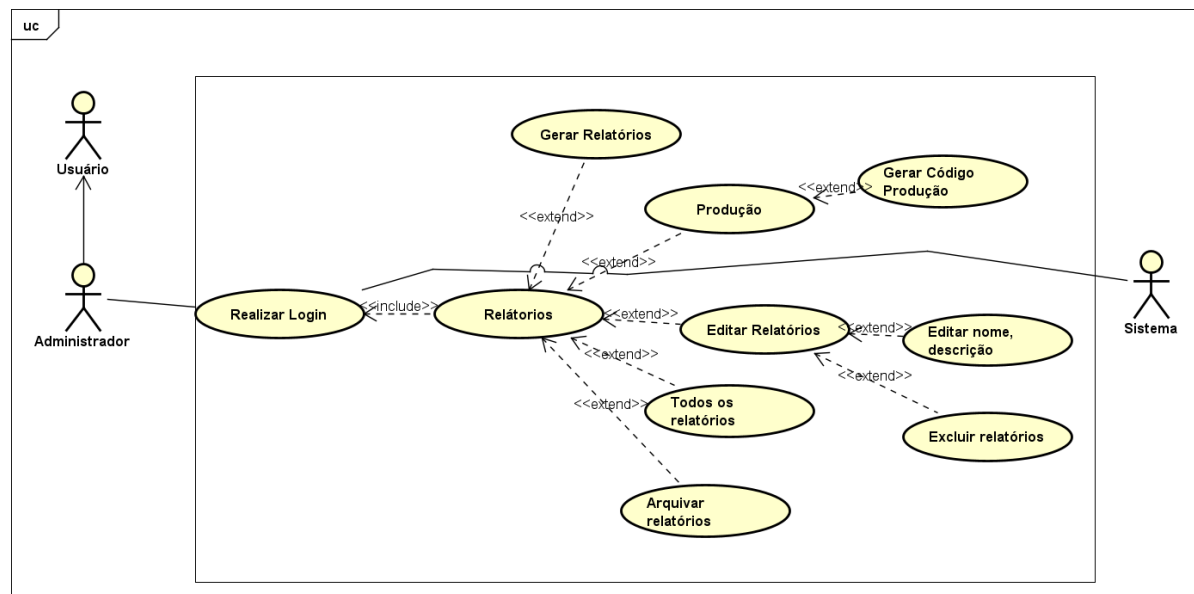 uc
Usuário
Administrador
Gerar Relatórios
<<extend>>
Produção
<<extend>>
Gerar Código
Produção
<<extend>>
Realizar Login
<<include>>
Relátorios
<<extend>>
Editar Relatórios
<<extend>>
Editar nome,
descrição
Sistema
<<extend>>
<<extend>>
<<extend>>
Todos os
relatórios
Excluir relatórios
Arquivar
relatórios